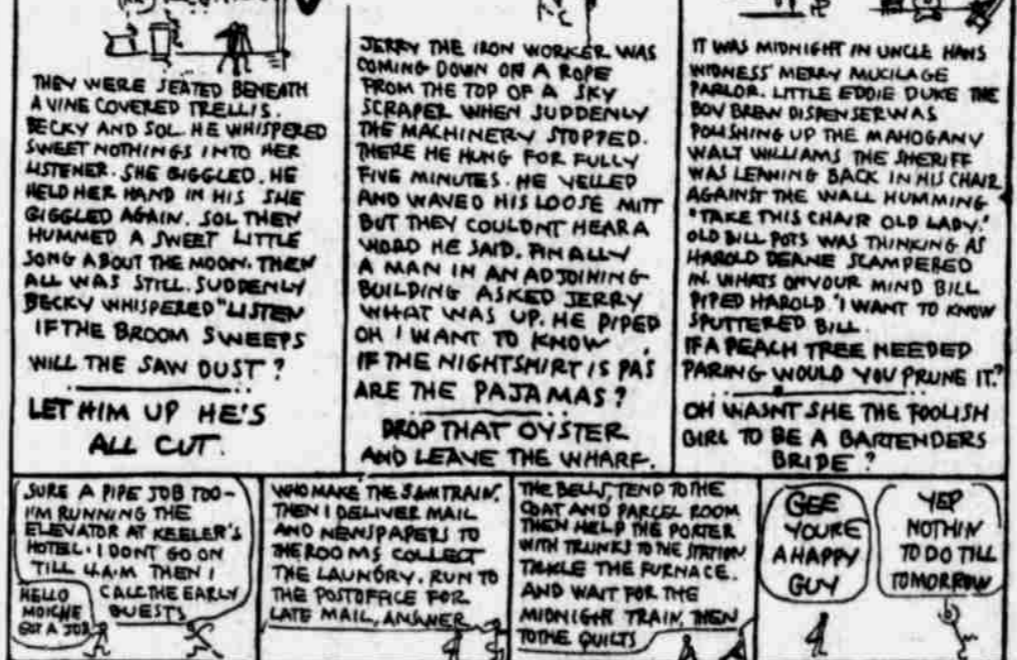 THEY WERE SEATED BENEATH
A VINE COVERED TRELLIS.
BECKY AND SOL. HE WHISPERED
SWEET NOTHINGS INTO HER
LISTENER. SHE GIGGLED. HE
HELD HER HAND IN HIS SHE
GIGGLED AGAIN. SOL THEN
HUMMED A SWEET LITTLE
SONG ABOUT THE MOON. THEN
ALL WAS STILL. SUDDENLY
BECKY WHISPERED "LISTEN
IF THE BROOM SWEEPS
WILL THE SAW DUST?
LET HIM UP HE'S
ALL CUT.
JERRY THE IRON WORKER WAS
COMING DOWN ON A ROPE
FROM THE TOP OF A SKY
SCRAPER WHEN SUDDENLY
THE MACHINERY STOPPED.
THERE HE HUNG FOR FULLY
FIVE MINUTES. HE YELLED
AND WAVED HIS LOOSE MITT
BUT THEY COULDNT HEAR A
WORD HE SAID. FINALLY
A MAN IN AN ADJOINING
BUILDING ASKED JERRY
WHAT WAS UP. HE PIPED
OH I WANT TO KNOW
IF THE NIGHTSHIRT IS PA'S
ARE THE PAJAMAS?
DROP THAT OYSTER
AND LEAVE THE WHARF.
IT WAS MIDNIGHT IN UNCLE HANS
WIDNESS MERRY MUCILAGE
PARLOR. LITTLE EDDIE DUKE THE
BOY BREW DISPENSER WAS
POLISHING UP THE MAHOGANY
WALT WILLIAMS THE SHERIFF
WAS LEANING BACK IN HIS CHAIR
AGAINST THE WALL HUMMING
"TAKE THIS CHAIR OLD LADY."
OLD BILL POTS WAS THINKING AS
HAROLD DEANE SCAMPERED
IN. WHATS ON YOUR MIND BILL
PIPED HAROLD. "I WANT TO KNOW
SPUTTERED BILL.
IF A PEACH TREE NEEDED
PARING WOULD YOU PRUNE IT?"
OH WASNT SHE THE FOOLISH
GIRL TO BE A BARTENDERS
BRIDE?
HELLO
MOICHE
GOT A JOB
SURE A PIPE JOB TOO-
I'M RUNNING THE
ELEVATOR AT KEELER'S
HOTEL. I DONT GO ON
TILL 4 A.M THEN I
CALL THE EARLY
GUESTS
WHO MAKE THE 5 AM TRAIN,
THEN I DELIVER MAIL
AND NEWSPAPERS TO
THE ROOMS COLLECT
THE LAUNDRY. RUN TO
THE POSTOFFICE FOR
LATE MAIL, ANSWER
THE BELLS, TEND TO THE
COAT AND PARCEL ROOM
THEN HELP THE PORTER
WITH TRUNKS TO THE STATION
TACKLE THE FURNACE.
AND WAIT FOR THE
MIDNIGHT TRAIN, THEN
TO THE QUILTS
GEE
YOURE
A HAPPY
GUY
YEP
NOTHIN
TO DO TILL
TOMORROW